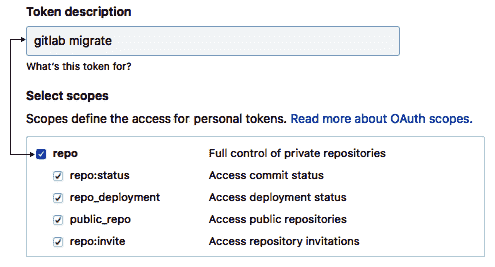 Token description
gitlab migrate
What's this token for?
Select scopes
Scopes define the access for personal tokens. Read more about OAuth scopes.
repo Full control of private repositories
repo:status Access commit status
repo_deployment Access deployment status
public_repo Access public repositories
repo:invite Access repository invitations